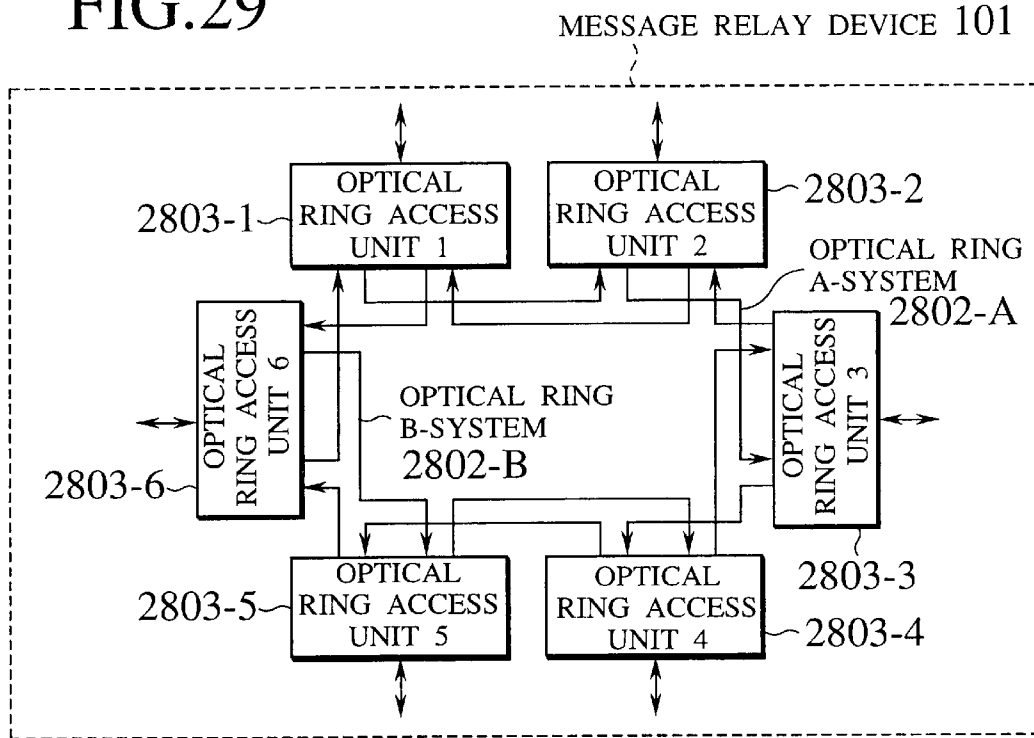 FIG.29
MESSAGE RELAY DEVICE 101
OPTICAL
RING ACCESS
UNIT 1
2803-1
OPTICAL
RING ACCESS
UNIT 2
2803-2
OPTICAL RING
A-SYSTEM
2802-A
OPTICAL
RING ACCESS
UNIT 6
2803-6
OPTICAL RING
B-SYSTEM
2802-B
OPTICAL
RING ACCESS
UNIT 3
2803-3
OPTICAL
RING ACCESS
UNIT 5
2803-5
OPTICAL
RING ACCESS
UNIT 4
2803-4